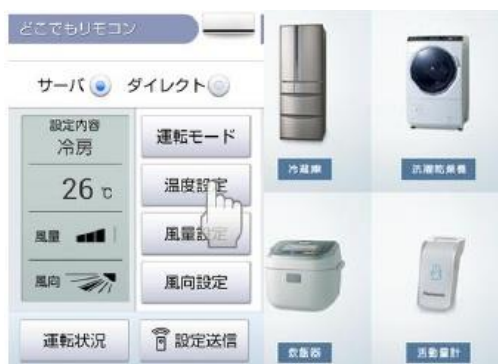 どこでもリモコン
サーバ ダイレクト
設定内容
冷房
運転モード
26 ℃
温度設定
風量
風量設定
風向
風向設定
運転状況
設定送信
冷蔵庫
洗濯乾燥機
炊飯器
活動量計